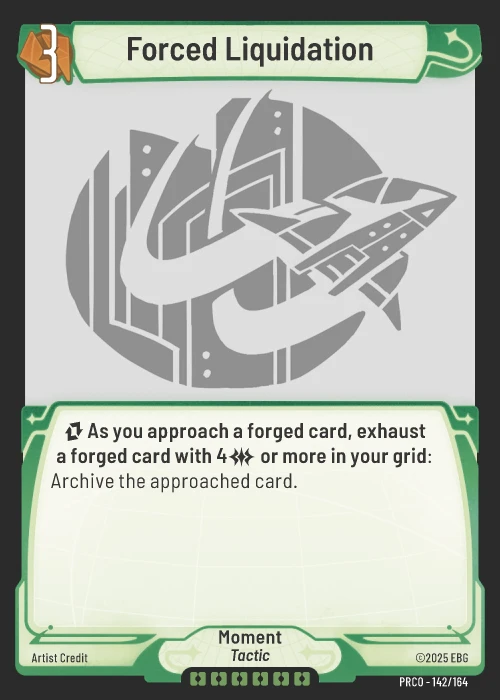 3
Forced Liquidation
As you approach a forged card, exhaust
a forged card with 4 or more in your grid:
Archive the approached card.
Moment
Tactic
Artist Credit
©2025 EBG
PRCO - 142/164